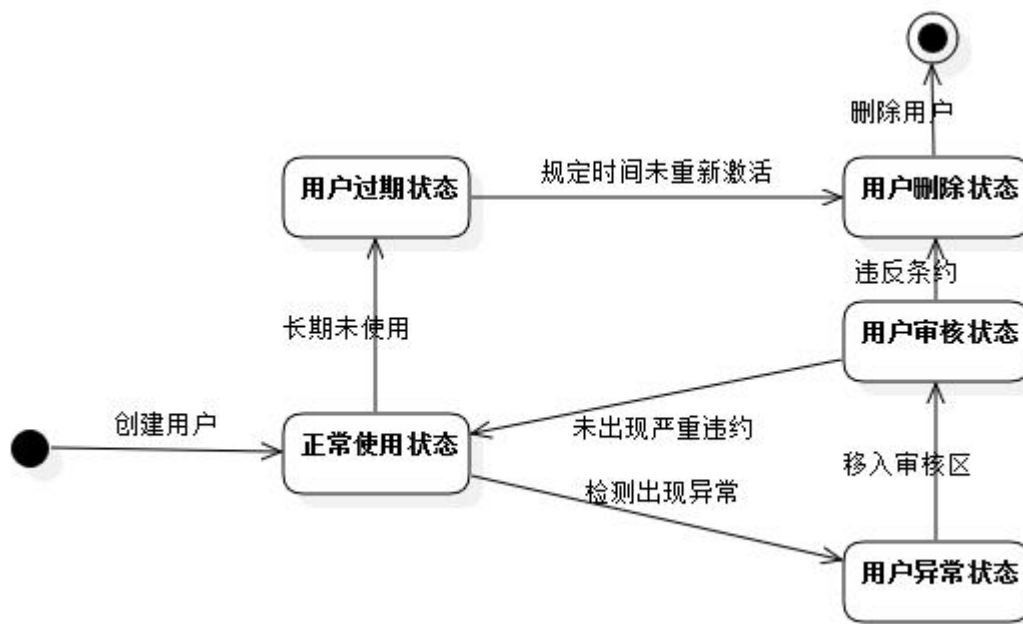 删除用户
用户过期状态
规定时间未重新激活
用户删除状态
违反条约
长期未使用
用户审核状态
创建用户
正常使用状态
未出现严重违约
移入审核区
检测出现异常
用户异常状态